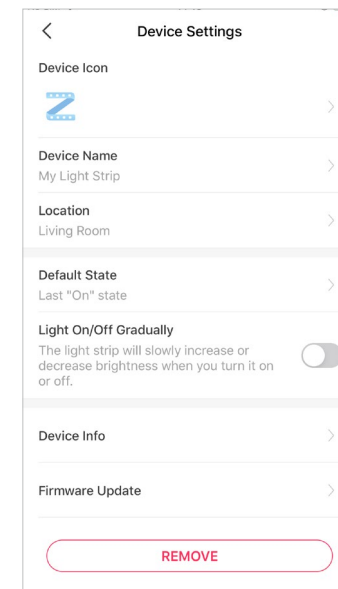 Device Settings
Device Icon
Device Name
My Light Strip
Location
Living Room
Default State
Last "On" state
Light On/Off Gradually
The light strip will slowly increase or
decrease brightness when you turn it on
or off.
Device Info
Firmware Update
REMOVE